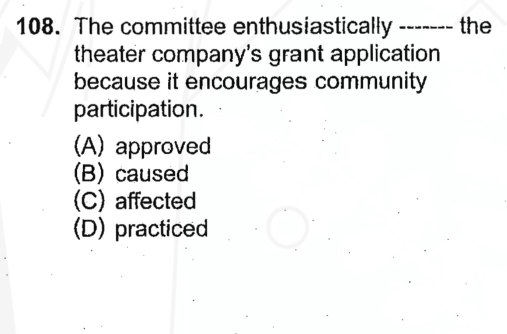 108. The committee enthusiastically ------- the
theater company's grant application
because it encourages community
participation.
(A) approved
(B) caused
(C) affected
(D) practiced